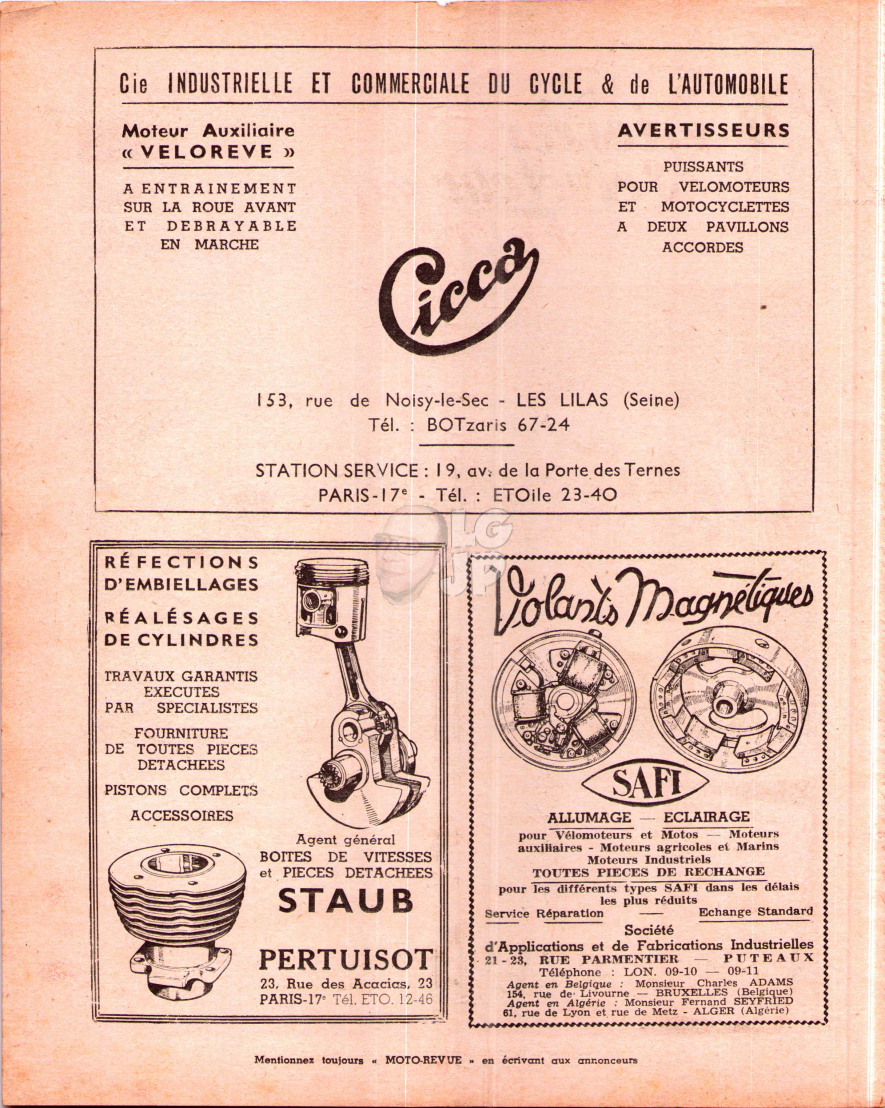 Cie INDUSTRIELLE ET COMMERCIALE DU CYCLE & de L'AUTOMOBILE
Moteur Auxiliaire
« VELOREVE »
A ENTRAINEMENT
SUR LA ROUE AVANT
ET DEBRAYABLE
EN MARCHE
AVERTISSEURS
PUISSANTS
POUR VELOMOTEURS
ET MOTOCYCLETTES
A DEUX PAVILLONS
ACCORDES
Cicca
153, rue de Noisy-le-Sec - LES LILAS (Seine)
Tél. : BOTzaris 67-24
STATION SERVICE : 19, av. de la Porte des Ternes
PARIS-17e - Tél. : ETOile 23-40
LG
JP
RÉFECTIONS
D'EMBIELLAGES
RÉALÉSAGES
DE CYLINDRES
TRAVAUX GARANTIS
EXECUTES
PAR SPECIALISTES
FOURNITURE
DE TOUTES PIECES
DETACHEES
PISTONS COMPLETS
ACCESSOIRES
Agent général
BOITES DE VITESSES
et PIECES DETACHEES
STAUB
PERTUISOT
23, Rue des Acacias, 23
PARIS-17e Tél. ETO. 12-46
Volants Magnétiques
SAFI
ALLUMAGE — ECLAIRAGE
pour Vélomoteurs et Motos — Moteurs
auxiliaires - Moteurs agricoles et Marins
Moteurs Industriels
TOUTES PIECES DE RECHANGE
pour les différents types SAFI dans les délais
les plus réduits
Service Réparation — Echange Standard
Société
d'Applications et de Fabrications Industrielles
21-23, RUE PARMENTIER — PUTEAUX
Téléphone : LON. 09-10 — 09-11
Agent en Belgique : Monsieur Charles ADAMS
154, rue de Livourne — BRUXELLES (Belgique)
Agent en Algérie : Monsieur Fernand SEYFRIED
61, rue de Lyon et rue de Metz - ALGER (Algérie)
Mentionnez toujours « MOTO-REVUE » en écrivant aux annonceurs